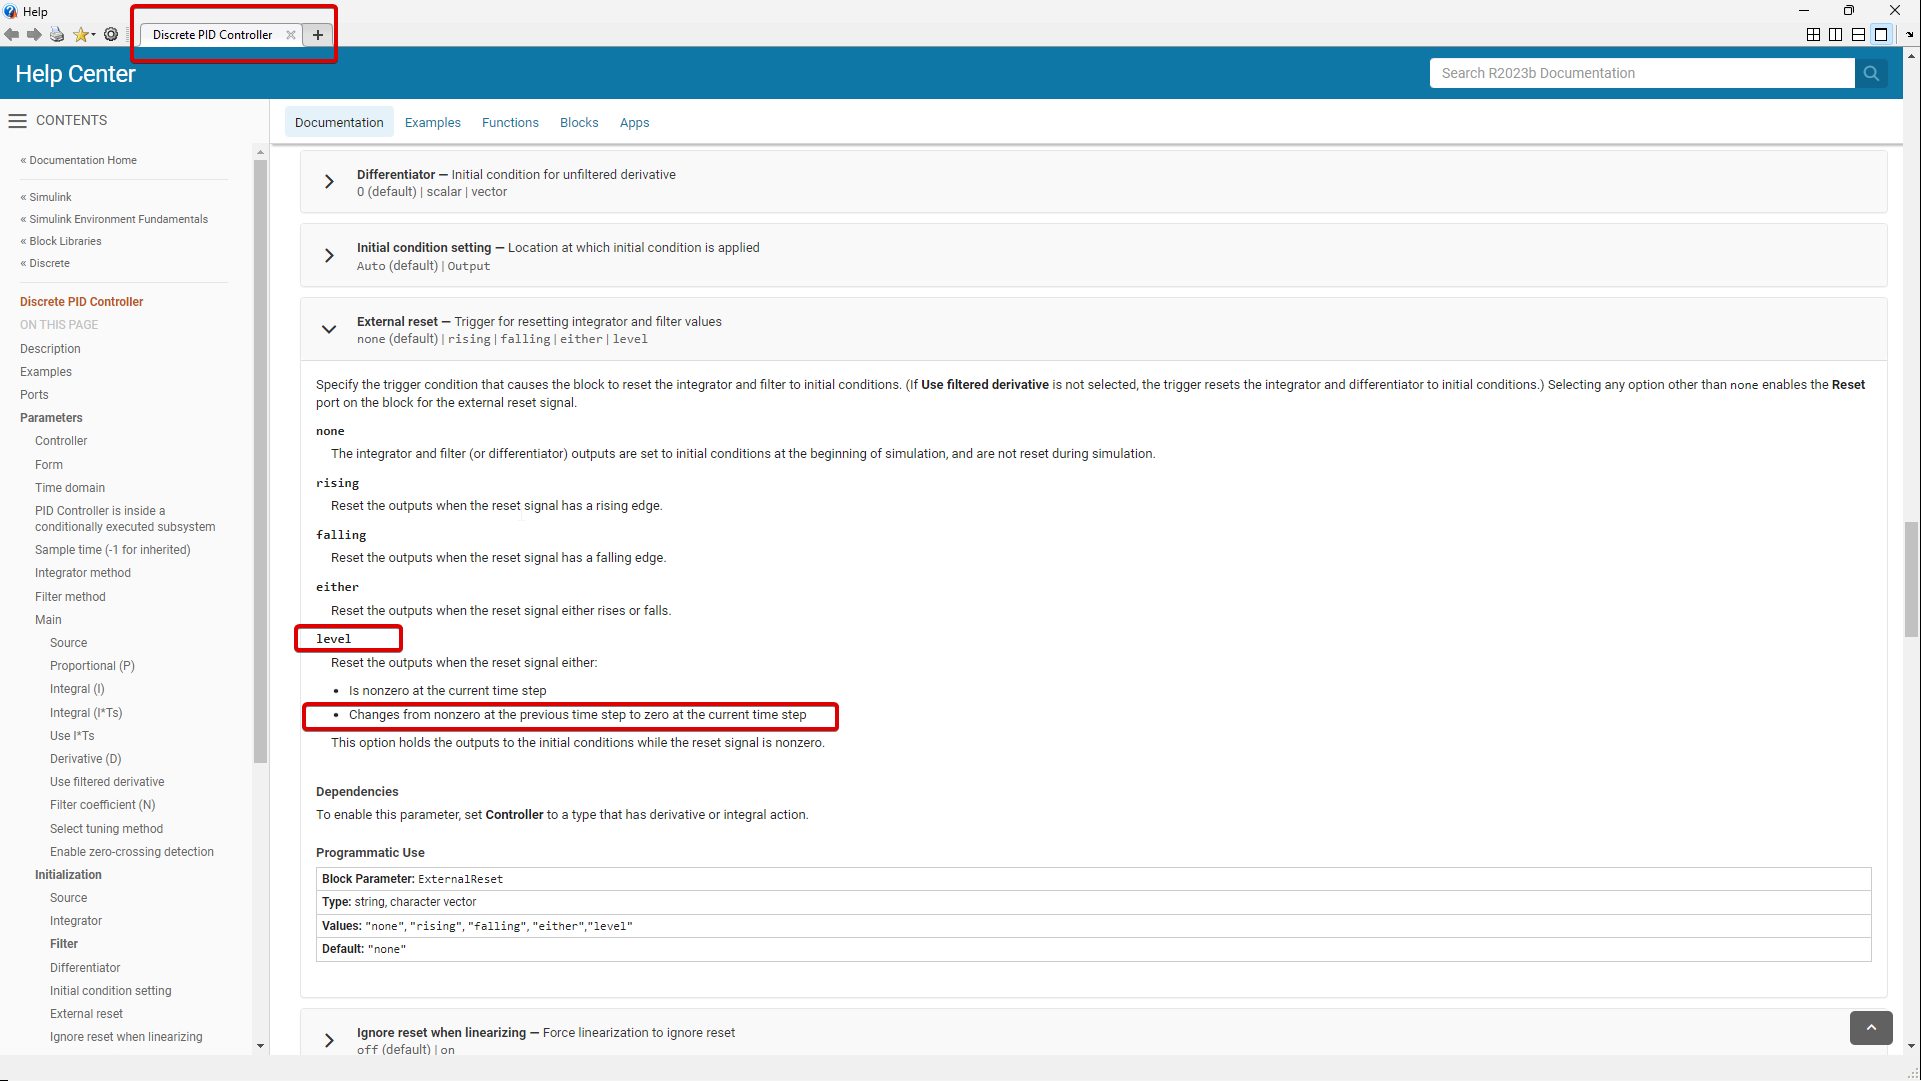 Help
Discrete PID Controller
Help Center
Search R2023b Documentation
CONTENTS
Documentation Examples Functions Blocks Apps
« Documentation Home
« Simulink
« Simulink Environment Fundamentals
« Block Libraries
« Discrete
Discrete PID Controller
ON THIS PAGE
Description
Examples
Ports
Parameters
Controller
Form
Time domain
PID Controller is inside a
conditionally executed subsystem
Sample time (-1 for inherited)
Integrator method
Filter method
Main
Source
Proportional (P)
Integral (I)
Integral (I*Ts)
Use I*Ts
Derivative (D)
Use filtered derivative
Filter coefficient (N)
Select tuning method
Enable zero-crossing detection
Initialization
Source
Integrator
Filter
Differentiator
Initial condition setting
External reset
Ignore reset when linearizing
Differentiator — Initial condition for unfiltered derivative
0 (default) | scalar | vector
Initial condition setting — Location at which initial condition is applied
Auto (default) | Output
External reset — Trigger for resetting integrator and filter values
none (default) | rising | falling | either | level
Specify the trigger condition that causes the block to reset the integrator and filter to initial conditions. (If Use filtered derivative is not selected, the trigger resets the integrator and differentiator to initial conditions.) Selecting any option other than none enables the Reset
port on the block for the external reset signal.
none
The integrator and filter (or differentiator) outputs are set to initial conditions at the beginning of simulation, and are not reset during simulation.
rising
Reset the outputs when the reset signal has a rising edge.
falling
Reset the outputs when the reset signal has a falling edge.
either
Reset the outputs when the reset signal either rises or falls.
level
Reset the outputs when the reset signal either:
• Is nonzero at the current time step
• Changes from nonzero at the previous time step to zero at the current time step
This option holds the outputs to the initial conditions while the reset signal is nonzero.
Dependencies
To enable this parameter, set Controller to a type that has derivative or integral action.
Programmatic Use
Block Parameter: ExternalReset
Type: string, character vector
Values: "none", "rising", "falling", "either","level"
Default: "none"
Ignore reset when linearizing — Force linearization to ignore reset
off (default) | on